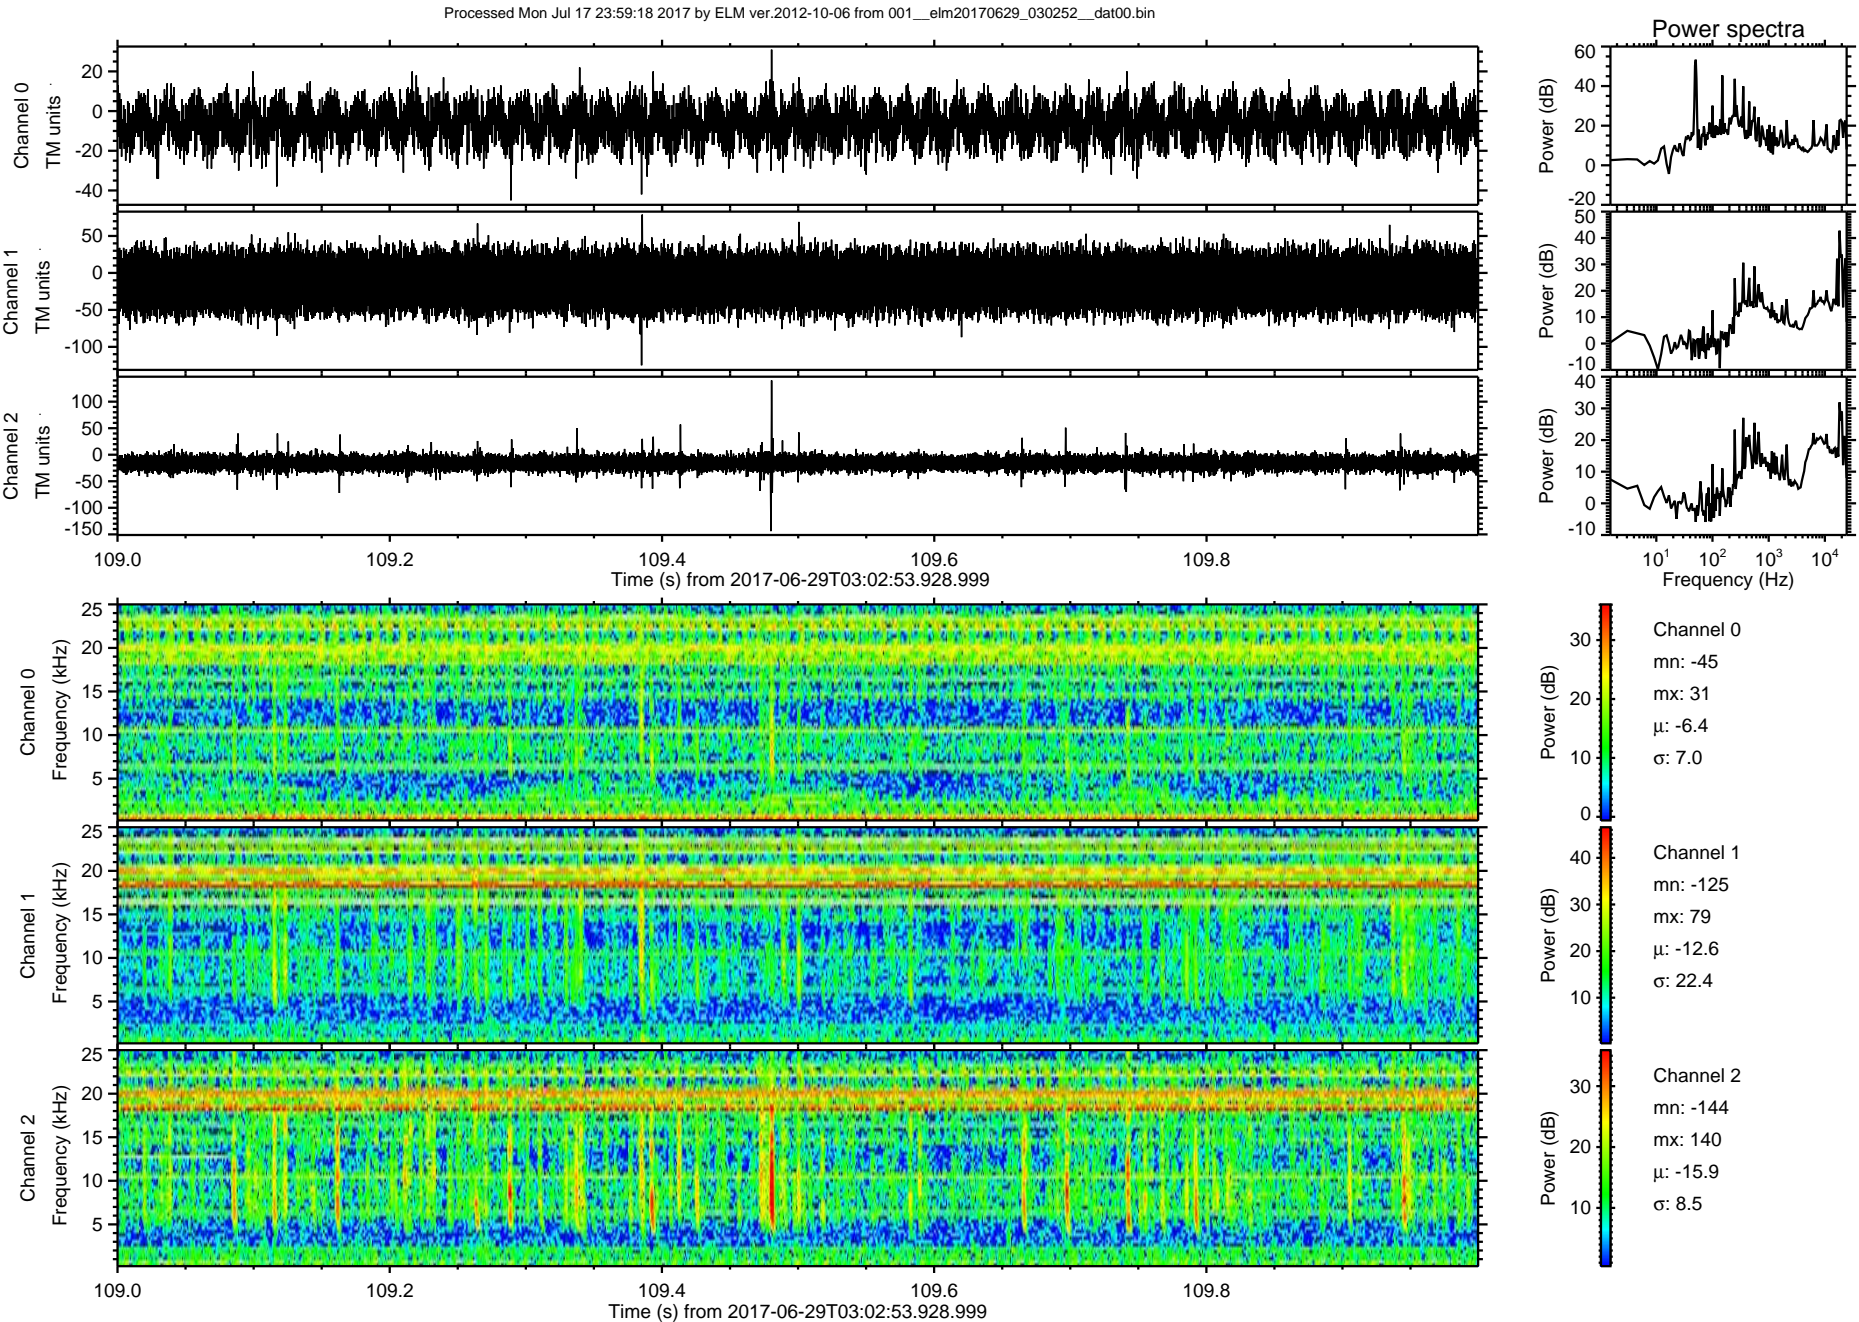 Processed Mon Jul 17 23:59:18 2017 by ELM ver.2012-10-06 from 001__elm20170629_030252__dat00.bin
Power spectra
Channel 0
TM units
20
0
-20
-40
Power (dB)
60
40
20
0
-20
Channel 1
TM units
50
0
-50
-100
Power (dB)
50
40
30
20
10
0
-10
Channel 2
TM units
100
50
0
-50
-100
-150
Power (dB)
40
30
20
10
0
-10
109.0 109.2 109.4 109.6 109.8
Time (s) from 2017-06-29T03:02:53.928.999
10¹ 10² 10³ 10⁴
Frequency (Hz)
Channel 0
Frequency (kHz)
25
20
15
10
5
Power (dB)
30
20
10
0
Channel 0
mn: -45
mx: 31
μ: -6.4
σ: 7.0
Channel 1
Frequency (kHz)
25
20
15
10
5
Power (dB)
40
30
20
10
Channel 1
mn: -125
mx: 79
μ: -12.6
σ: 22.4
Channel 2
Frequency (kHz)
25
20
15
10
5
Power (dB)
30
20
10
Channel 2
mn: -144
mx: 140
μ: -15.9
σ: 8.5
109.0 109.2 109.4 109.6 109.8
Time (s) from 2017-06-29T03:02:53.928.999